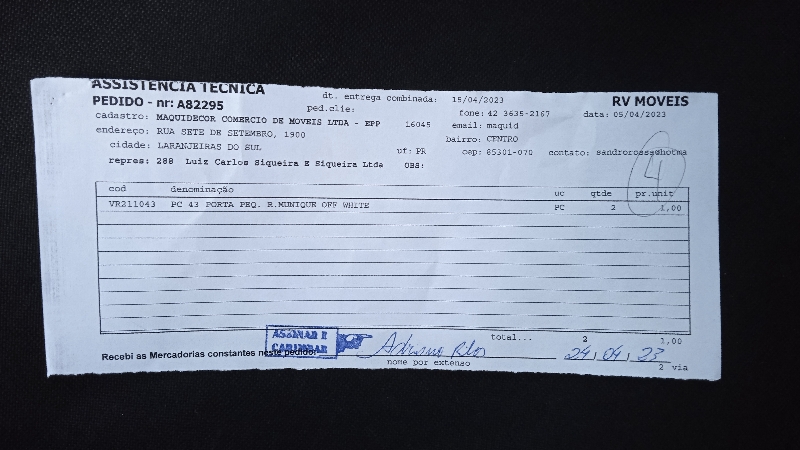 ASSISTENCIA TECNICA
dt. entrega combinada: 15/04/2023 RV MOVEIS
PEDIDO - nr: A82295 ped.clie: fone: 42 3635-2167 data: 05/04/2023
cadastro: MAQUIDECOR COMERCIO DE MOVEIS LTDA - EPP 16045 email: maquid
endereço: RUA SETE DE SETEMBRO, 1900 bairro: CENTRO
cidade: LARANJEIRAS DO SUL uf: PR cep: 85301-070 contato: sandroross@hotma
repres: 288 Luiz Carlos Siqueira E Siqueira Ltda OBS:
4
cod denominação uc qtde pr.unit
VR211043 PC 43 PORTA PEQ. R.MUNIQUE OFF WHITE PC 2 1,00
total... 2 1,00
ASSINAR E
CARIMBAR
Recebi as Mercadorias constantes neste pedido: Adriano 24/04/23
nome por extenso
2 via